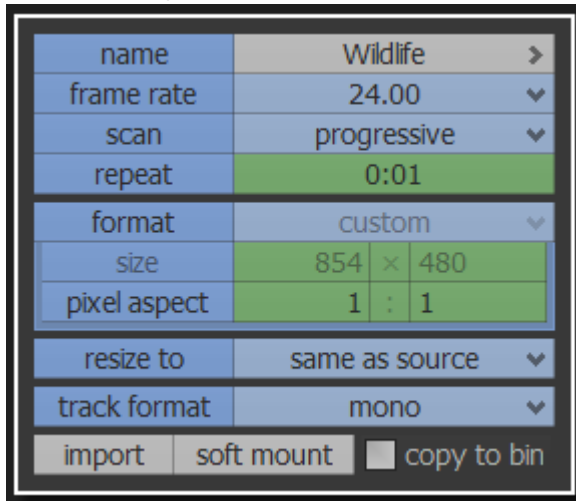 name Wildlife >
frame rate 24.00
scan progressive
repeat 0:01
format custom
size 854 × 480
pixel aspect 1 : 1
resize to same as source
track format mono
import soft mount copy to bin